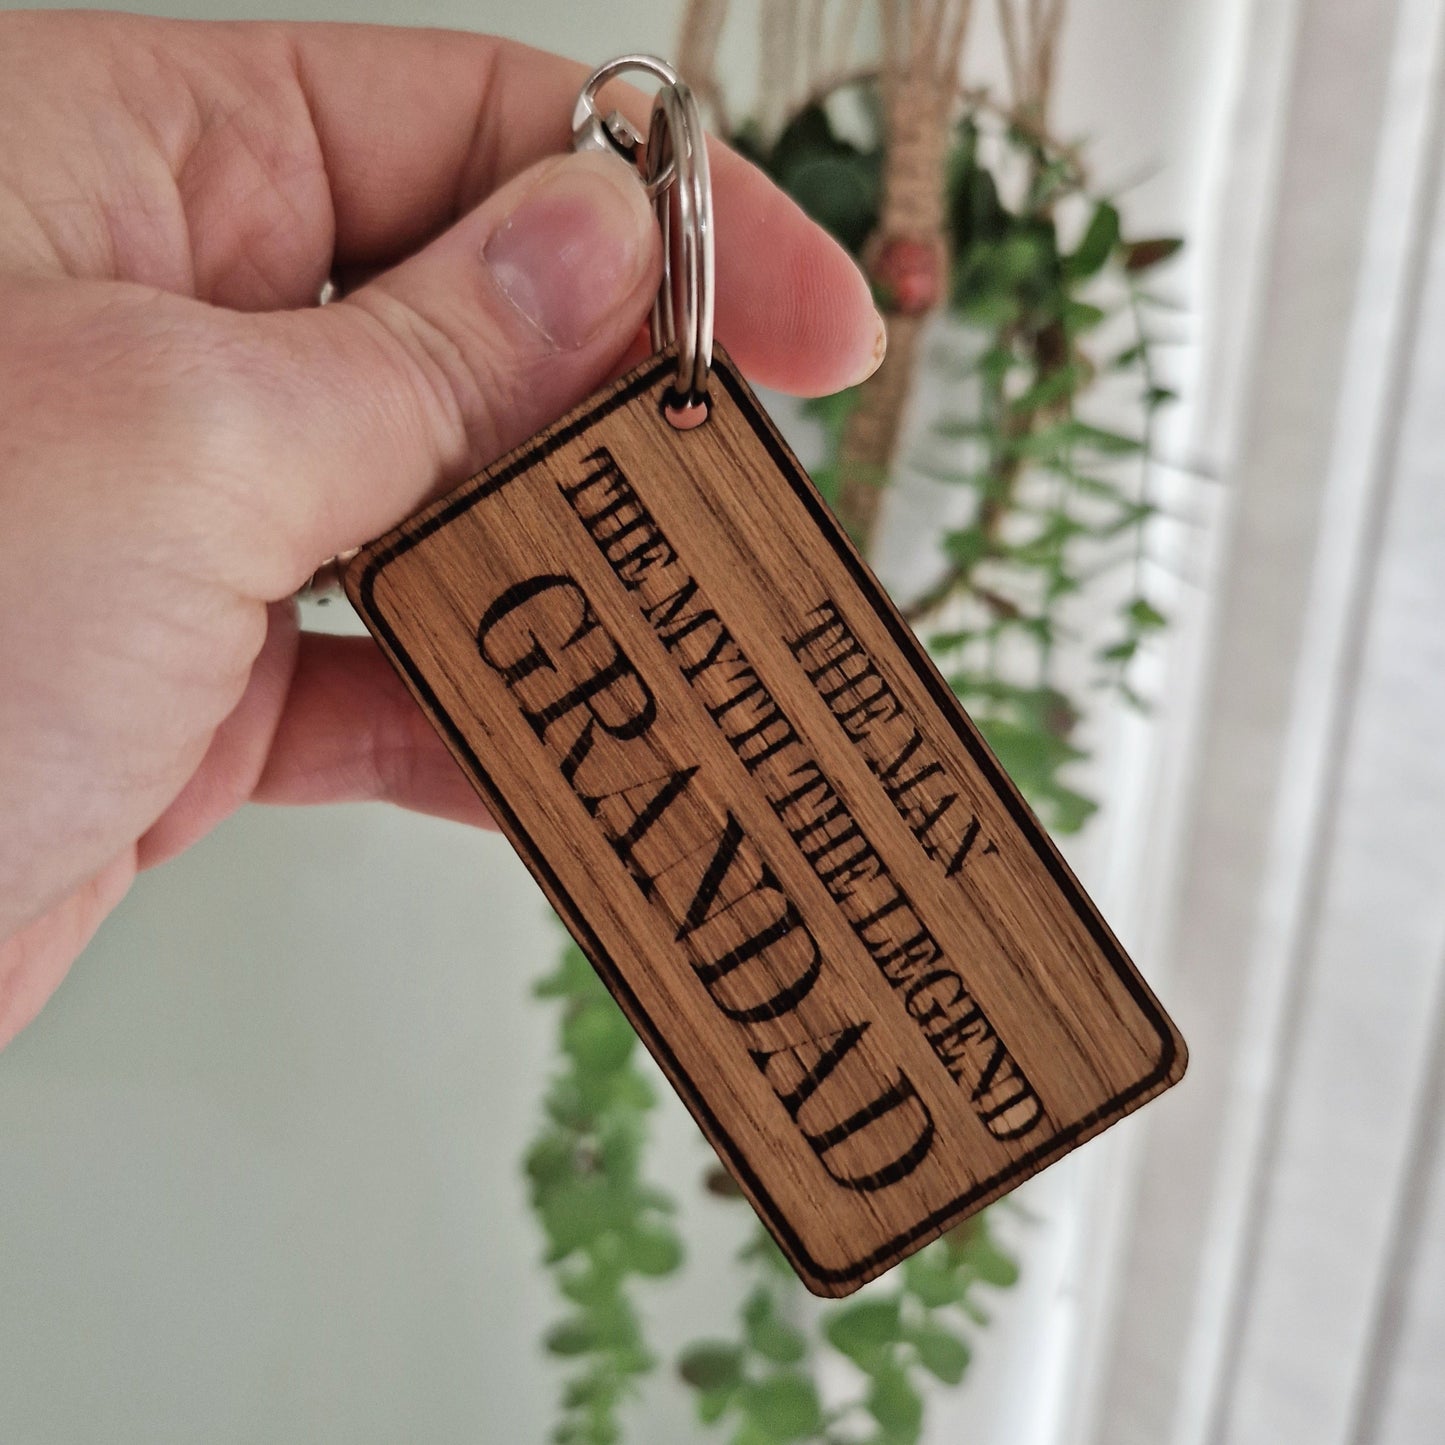 THE MAN
THE MYTH THE LEGEND
GRANDAD